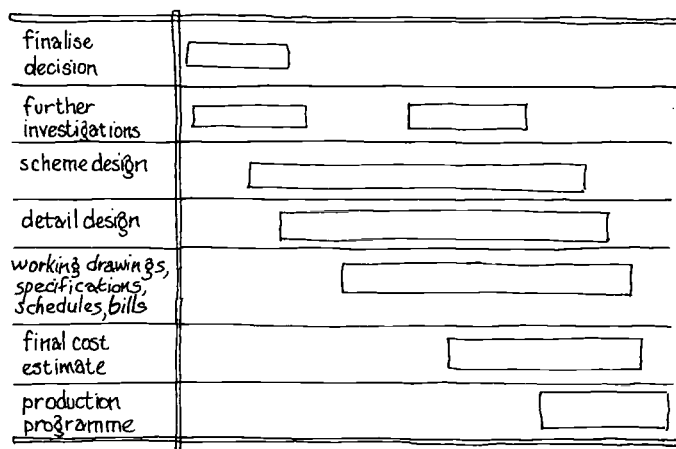 finalise
decision
further
investigations
scheme design
detail design
working drawings,
specifications,
schedules, bills
final cost
estimate
production
programme